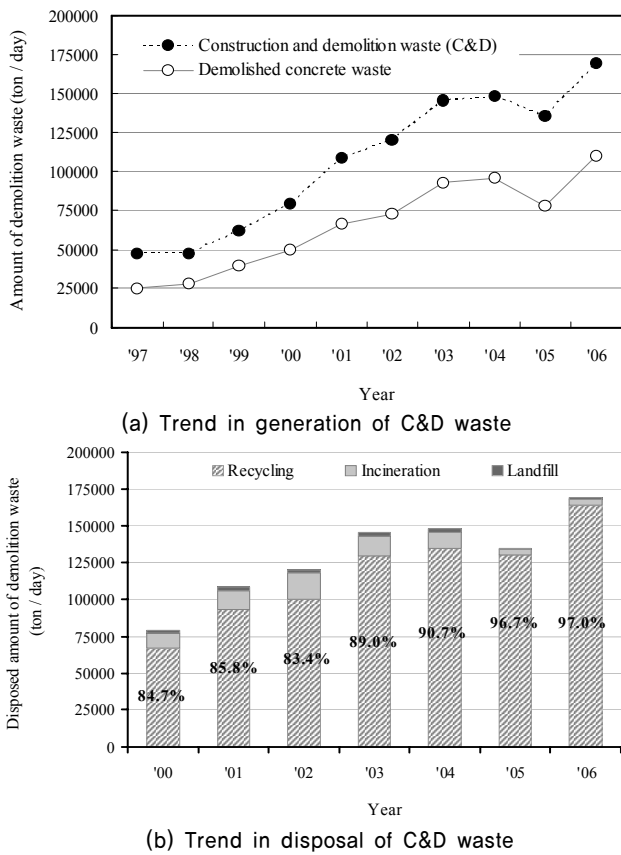 175000
150000
125000
100000
75000
50000
25000
0
Amount of demolition waste (ton / day)
Construction and demolition waste (C&D)
Demolished concrete waste
'97 '98 '99 '00 '01 '02 '03 '04 '05 '06
Year
(a) Trend in generation of C&D waste
200000
175000
150000
125000
100000
75000
50000
25000
0
Disposed amount of demolition waste
(ton / day)
Recycling Incineration Landfill
84.7% 85.8% 83.4% 89.0% 90.7% 96.7% 97.0%
'00 '01 '02 '03 '04 '05 '06
Year
(b) Trend in disposal of C&D waste